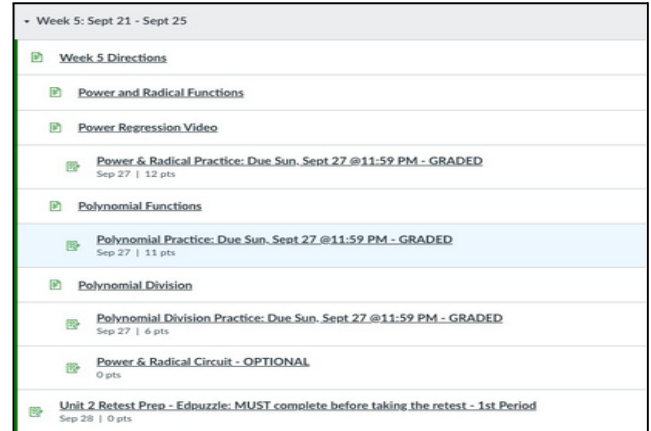 Week 5: Sept 21 - Sept 25
Week 5 Directions
Power and Radical Functions
Power Regression Video
Power & Radical Practice: Due Sun, Sept 27 @11:59 PM - GRADED
Sep 27 | 12 pts
Polynomial Functions
Polynomial Practice: Due Sun, Sept 27 @11:59 PM - GRADED
Sep 27 | 11 pts
Polynomial Division
Polynomial Division Practice: Due Sun, Sept 27 @11:59 PM - GRADED
Sep 27 | 6 pts
Power & Radical Circuit - OPTIONAL
0 pts
Unit 2 Retest Prep - Edpuzzle: MUST complete before taking the retest - 1st Period
Sep 28 | 0 pts